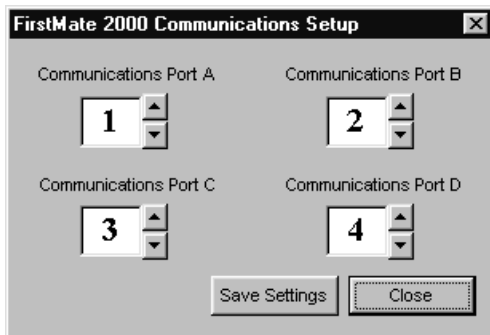 FirstMate 2000 Communications Setup
Communications Port A
Communications Port B
1
2
Communications Port C
Communications Port D
3
4
Save Settings
Close